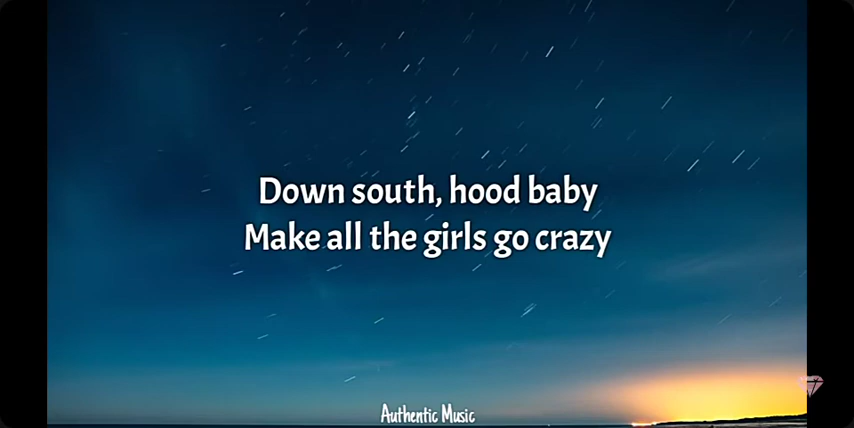 Down south, hood baby
Make all the girls go crazy
Authentic Music